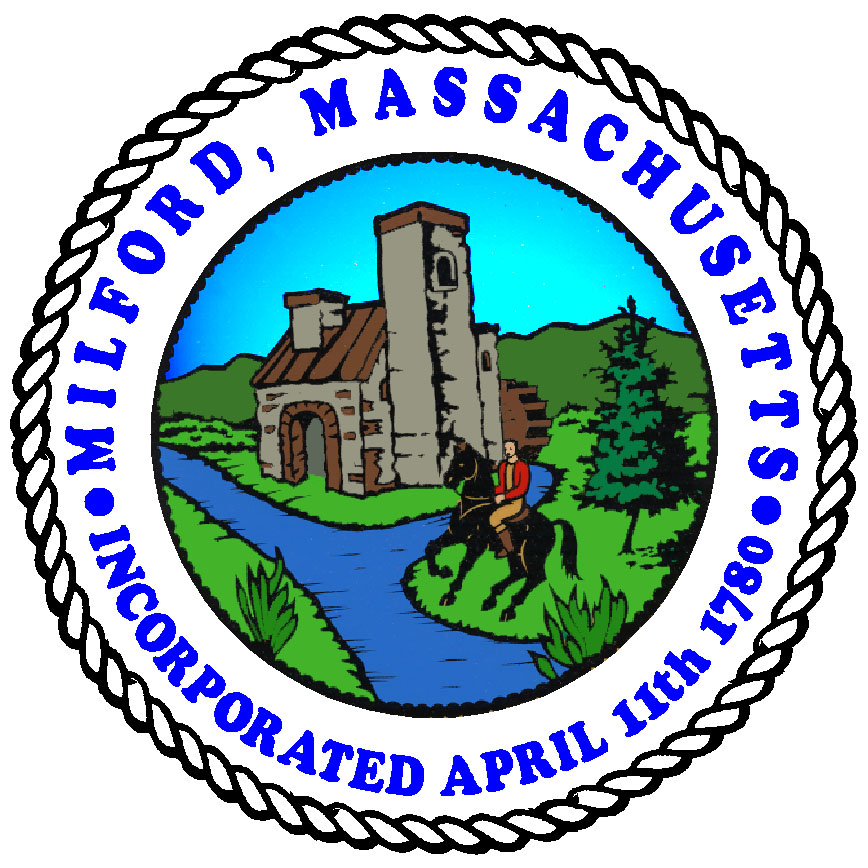 MILFORD, MASSACHUSETTS
INCORPORATED APRIL 11th 1780